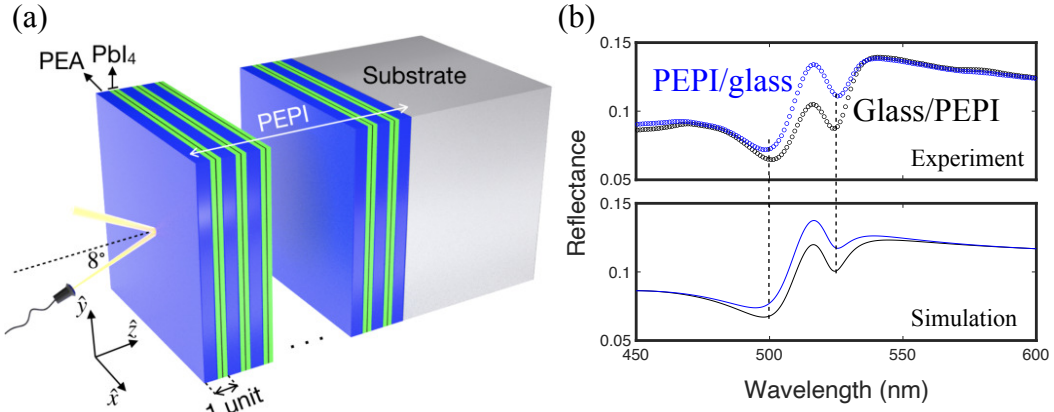 (a)
PEA
PbI₄
Substrate
PEPI
8°
ŷ
ẑ
x̂
. . .
1 unit
(b)
Reflectance
0.15
0.1
0.05
PEPI/glass
Glass/PEPI
Experiment
0.15
0.1
0.05
Simulation
450 500 550 600
Wavelength (nm)